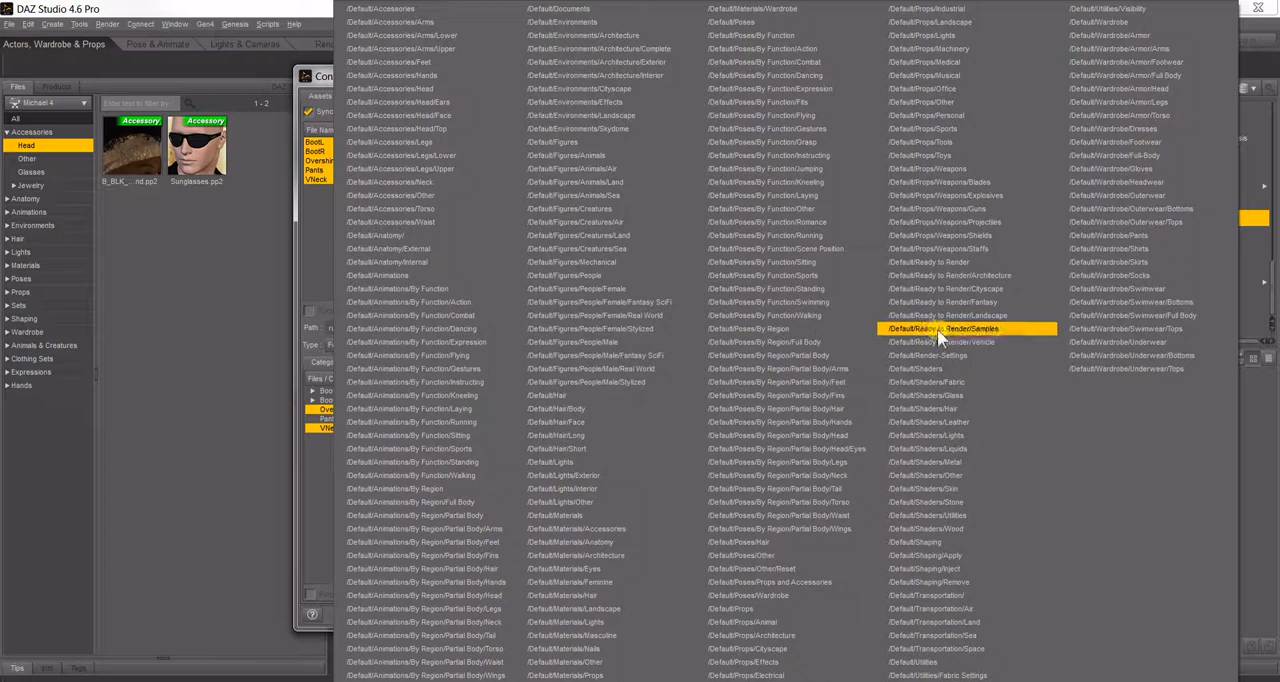 DAZ Studio 4.6 Pro
File Edit Create Tools Render Connect Window Gen4 Genesis Scripts
Actors, Wardrobe & Props Pose & Animate Lights & Cameras
Files Products
Michael 4
Enter text to filter by
1 - 2
All
Accessories
Head
Other
Glasses
Jewelry
Anatomy
Animations
Environments
Hair
Lights
Materials
Poses
Props
Sets
Shaping
Wardrobe
Animals & Creatures
Clothing Sets
Expressions
Hands
Accessory
B_BLK_...nd.pp2
Accessory
Sunglasses.pp2
Tips Info Tags
Assets
File Name
BootL
BootR
Pants
VNeck
Path :
Type :
Files / C
/Default/Accessories
/Default/Accessories/Arms
/Default/Accessories/Arms/Lower
/Default/Accessories/Arms/Upper
/Default/Accessories/Feet
/Default/Accessories/Hands
/Default/Accessories/Head
/Default/Accessories/Head/Ears
/Default/Accessories/Head/Face
/Default/Accessories/Head/Top
/Default/Accessories/Legs
/Default/Accessories/Legs/Lower
/Default/Accessories/Legs/Upper
/Default/Accessories/Neck
/Default/Accessories/Other
/Default/Accessories/Torso
/Default/Accessories/Waist
/Default/Anatomy/
/Default/Anatomy/External
/Default/Anatomy/Internal
/Default/Animations
/Default/Animations/By Function
/Default/Animations/By Function/Action
/Default/Animations/By Function/Combat
/Default/Animations/By Function/Dancing
/Default/Animations/By Function/Expression
/Default/Animations/By Function/Flying
/Default/Animations/By Function/Gestures
/Default/Animations/By Function/Instructing
/Default/Animations/By Function/Kneeling
/Default/Animations/By Function/Laying
/Default/Animations/By Function/Running
/Default/Animations/By Function/Sitting
/Default/Animations/By Function/Sports
/Default/Animations/By Function/Standing
/Default/Animations/By Function/Walking
/Default/Animations/By Region
/Default/Animations/By Region/Full Body
/Default/Animations/By Region/Partial Body
/Default/Animations/By Region/Partial Body/Arms
/Default/Animations/By Region/Partial Body/Feet
/Default/Animations/By Region/Partial Body/Fins
/Default/Animations/By Region/Partial Body/Hair
/Default/Animations/By Region/Partial Body/Hands
/Default/Animations/By Region/Partial Body/Head
/Default/Animations/By Region/Partial Body/Legs
/Default/Animations/By Region/Partial Body/Neck
/Default/Animations/By Region/Partial Body/Tail
/Default/Animations/By Region/Partial Body/Torso
/Default/Animations/By Region/Partial Body/Waist
/Default/Animations/By Region/Partial Body/Wings
/Default/Documents
/Default/Environments
/Default/Environments/Architecture
/Default/Environments/Architecture/Complete
/Default/Environments/Architecture/Exterior
/Default/Environments/Architecture/Interior
/Default/Environments/Cityscape
/Default/Environments/Effects
/Default/Environments/Landscape
/Default/Environments/Skydome
/Default/Figures
/Default/Figures/Animals
/Default/Figures/Animals/Air
/Default/Figures/Animals/Land
/Default/Figures/Animals/Sea
/Default/Figures/Creatures
/Default/Figures/Creatures/Air
/Default/Figures/Creatures/Land
/Default/Figures/Creatures/Sea
/Default/Figures/Mechanical
/Default/Figures/People
/Default/Figures/People/Female
/Default/Figures/People/Female/Fantasy SciFi
/Default/Figures/People/Female/Real World
/Default/Figures/People/Female/Stylized
/Default/Figures/People/Male
/Default/Figures/People/Male/Fantasy SciFi
/Default/Figures/People/Male/Real World
/Default/Figures/People/Male/Stylized
/Default/Hair
/Default/Hair/Body
/Default/Hair/Face
/Default/Hair/Long
/Default/Hair/Short
/Default/Lights
/Default/Lights/Exterior
/Default/Lights/Interior
/Default/Lights/Other
/Default/Materials
/Default/Materials/Accessories
/Default/Materials/Anatomy
/Default/Materials/Architecture
/Default/Materials/Eyes
/Default/Materials/Feminine
/Default/Materials/Hair
/Default/Materials/Landscape
/Default/Materials/Lights
/Default/Materials/Masculine
/Default/Materials/Nails
/Default/Materials/Other
/Default/Materials/Props
/Default/Materials/Wardrobe
/Default/Poses
/Default/Poses/By Function
/Default/Poses/By Function/Action
/Default/Poses/By Function/Combat
/Default/Poses/By Function/Dancing
/Default/Poses/By Function/Expression
/Default/Poses/By Function/Fits
/Default/Poses/By Function/Flying
/Default/Poses/By Function/Gestures
/Default/Poses/By Function/Grasp
/Default/Poses/By Function/Instructing
/Default/Poses/By Function/Jumping
/Default/Poses/By Function/Kneeling
/Default/Poses/By Function/Laying
/Default/Poses/By Function/Other
/Default/Poses/By Function/Romance
/Default/Poses/By Function/Running
/Default/Poses/By Function/Scene Position
/Default/Poses/By Function/Sitting
/Default/Poses/By Function/Sports
/Default/Poses/By Function/Standing
/Default/Poses/By Function/Swimming
/Default/Poses/By Function/Walking
/Default/Poses/By Region
/Default/Poses/By Region/Full Body
/Default/Poses/By Region/Partial Body
/Default/Poses/By Region/Partial Body/Arms
/Default/Poses/By Region/Partial Body/Feet
/Default/Poses/By Region/Partial Body/Fins
/Default/Poses/By Region/Partial Body/Hair
/Default/Poses/By Region/Partial Body/Hands
/Default/Poses/By Region/Partial Body/Head
/Default/Poses/By Region/Partial Body/Head/Eyes
/Default/Poses/By Region/Partial Body/Legs
/Default/Poses/By Region/Partial Body/Neck
/Default/Poses/By Region/Partial Body/Tail
/Default/Poses/By Region/Partial Body/Torso
/Default/Poses/By Region/Partial Body/Waist
/Default/Poses/By Region/Partial Body/Wings
/Default/Poses/Hair
/Default/Poses/Other
/Default/Poses/Other/Reset
/Default/Poses/Props and Accessories
/Default/Poses/Wardrobe
/Default/Props
/Default/Props/Animal
/Default/Props/Architecture
/Default/Props/Cityscape
/Default/Props/Effects
/Default/Props/Electrical
/Default/Props/Industrial
/Default/Props/Landscape
/Default/Props/Lights
/Default/Props/Machinery
/Default/Props/Medical
/Default/Props/Musical
/Default/Props/Office
/Default/Props/Other
/Default/Props/Personal
/Default/Props/Sports
/Default/Props/Tools
/Default/Props/Toys
/Default/Props/Weapons
/Default/Props/Weapons/Blades
/Default/Props/Weapons/Explosives
/Default/Props/Weapons/Guns
/Default/Props/Weapons/Projectiles
/Default/Props/Weapons/Shields
/Default/Props/Weapons/Staffs
/Default/Ready to Render
/Default/Ready to Render/Architecture
/Default/Ready to Render/Cityscape
/Default/Ready to Render/Fantasy
/Default/Ready to Render/Landscape
/Default/Ready to Render/Samples
/Default/Ready to Render/Vehicle
/Default/Render-Settings
/Default/Shaders
/Default/Shaders/Fabric
/Default/Shaders/Glass
/Default/Shaders/Hair
/Default/Shaders/Leather
/Default/Shaders/Lights
/Default/Shaders/Liquids
/Default/Shaders/Metal
/Default/Shaders/Other
/Default/Shaders/Skin
/Default/Shaders/Stone
/Default/Shaders/Utilities
/Default/Shaders/Wood
/Default/Shaping
/Default/Shaping/Apply
/Default/Shaping/Inject
/Default/Shaping/Remove
/Default/Transportation/
/Default/Transportation/Air
/Default/Transportation/Land
/Default/Transportation/Sea
/Default/Transportation/Space
/Default/Utilities
/Default/Utilities/Fabric Settings
/Default/Utilities/Visibility
/Default/Wardrobe
/Default/Wardrobe/Armor
/Default/Wardrobe/Armor/Arms
/Default/Wardrobe/Armor/Footwear
/Default/Wardrobe/Armor/Full Body
/Default/Wardrobe/Armor/Head
/Default/Wardrobe/Armor/Legs
/Default/Wardrobe/Armor/Torso
/Default/Wardrobe/Dresses
/Default/Wardrobe/Footwear
/Default/Wardrobe/Full-Body
/Default/Wardrobe/Gloves
/Default/Wardrobe/Headwear
/Default/Wardrobe/Outerwear
/Default/Wardrobe/Outerwear/Bottoms
/Default/Wardrobe/Outerwear/Tops
/Default/Wardrobe/Pants
/Default/Wardrobe/Shirts
/Default/Wardrobe/Skirts
/Default/Wardrobe/Socks
/Default/Wardrobe/Swimwear
/Default/Wardrobe/Swimwear/Bottoms
/Default/Wardrobe/Swimwear/Full Body
/Default/Wardrobe/Swimwear/Tops
/Default/Wardrobe/Underwear
/Default/Wardrobe/Underwear/Bottoms
/Default/Wardrobe/Underwear/Tops